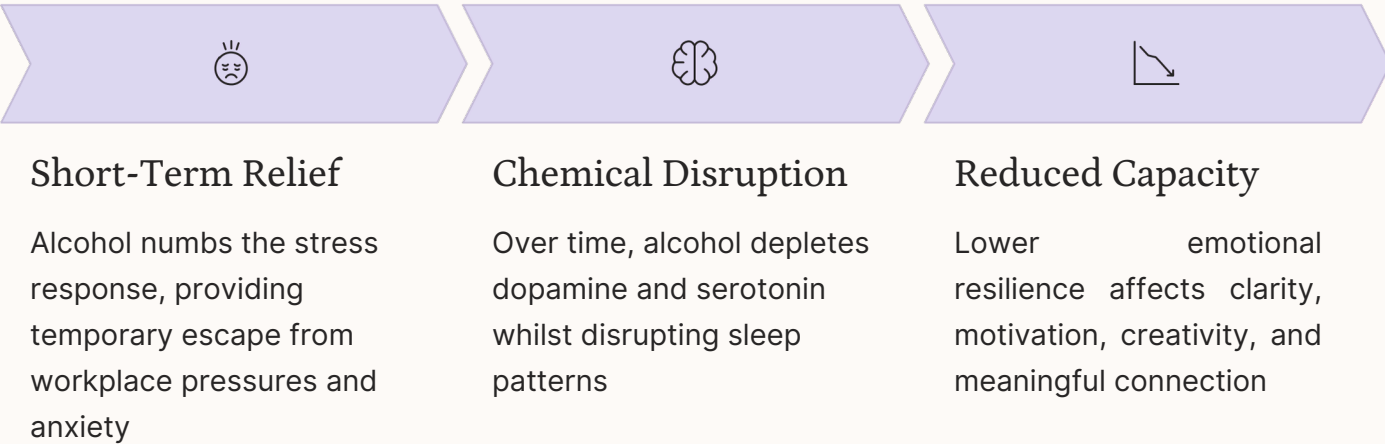 Short-Term Relief
Alcohol numbs the stress
response, providing
temporary escape from
workplace pressures and
anxiety
Chemical Disruption
Over time, alcohol depletes
dopamine and serotonin
whilst disrupting sleep
patterns
Reduced Capacity
Lower emotional
resilience affects clarity,
motivation, creativity, and
meaningful connection